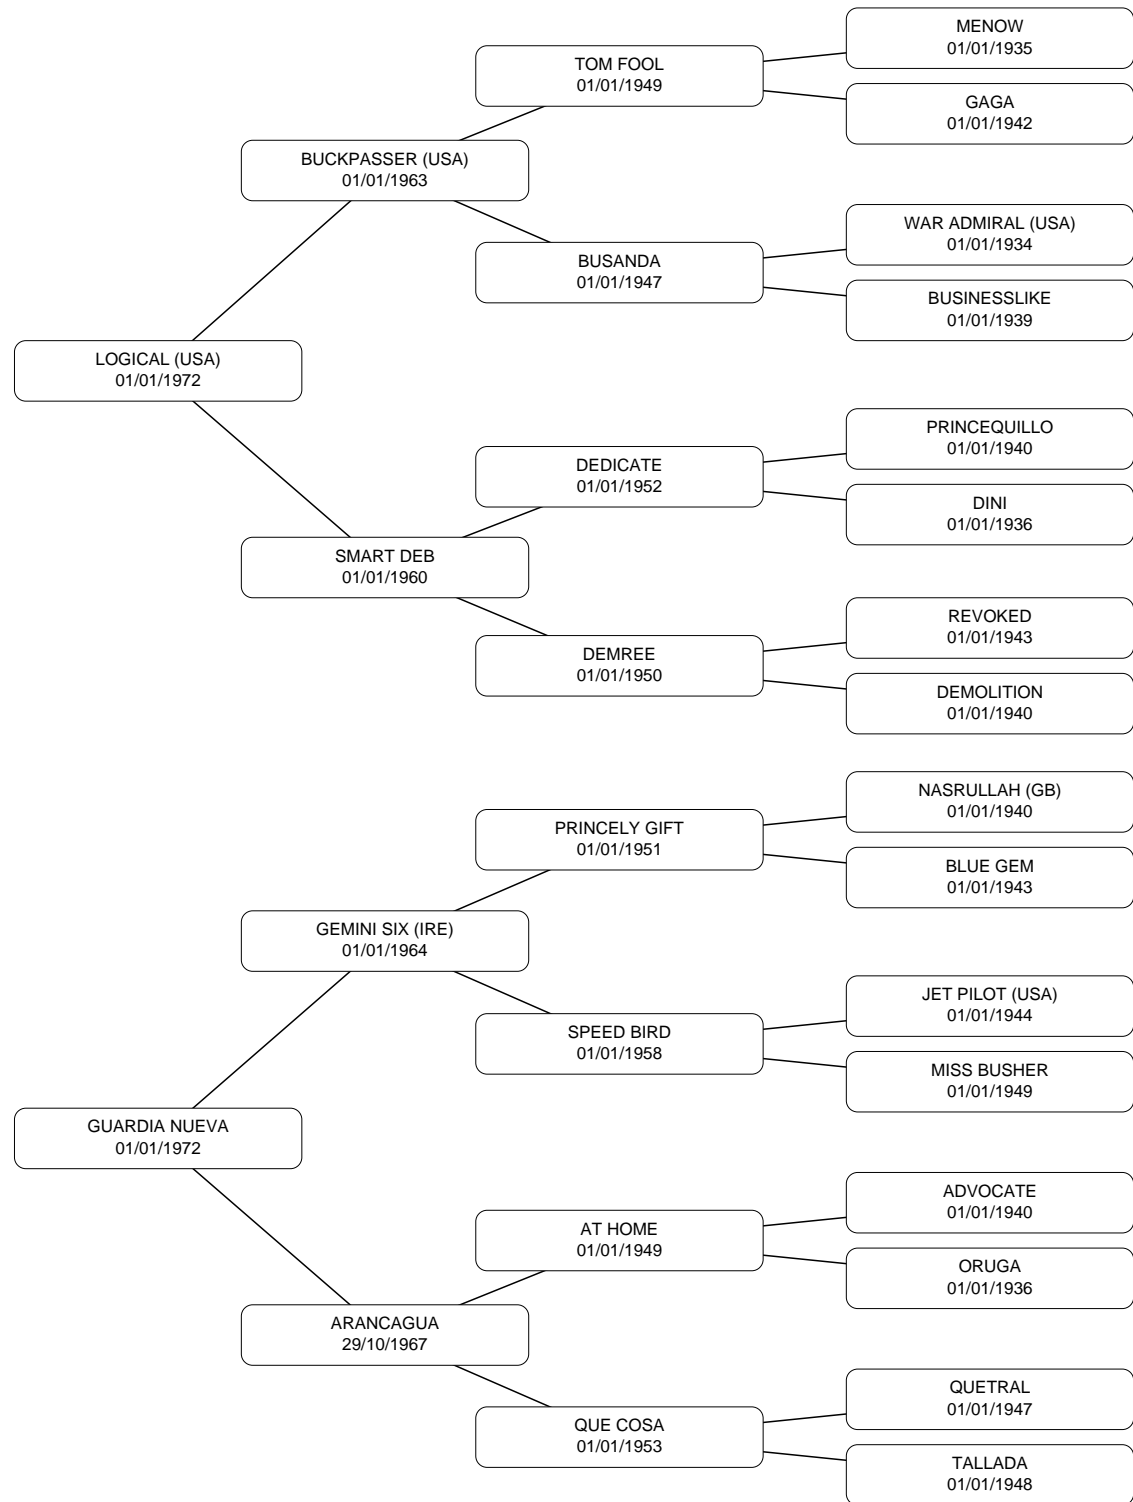 MENOW
01/01/1935
TOM FOOL
01/01/1949
GAGA
01/01/1942
BUCKPASSER (USA)
01/01/1963
WAR ADMIRAL (USA)
01/01/1934
BUSANDA
01/01/1947
BUSINESSLIKE
01/01/1939
LOGICAL (USA)
01/01/1972
PRINCEQUILLO
01/01/1940
DEDICATE
01/01/1952
DINI
01/01/1936
SMART DEB
01/01/1960
REVOKED
01/01/1943
DEMREE
01/01/1950
DEMOLITION
01/01/1940
NASRULLAH (GB)
01/01/1940
PRINCELY GIFT
01/01/1951
BLUE GEM
01/01/1943
GEMINI SIX (IRE)
01/01/1964
JET PILOT (USA)
01/01/1944
SPEED BIRD
01/01/1958
MISS BUSHER
01/01/1949
GUARDIA NUEVA
01/01/1972
ADVOCATE
01/01/1940
AT HOME
01/01/1949
ORUGA
01/01/1936
ARANCAGUA
29/10/1967
QUETRAL
01/01/1947
QUE COSA
01/01/1953
TALLADA
01/01/1948